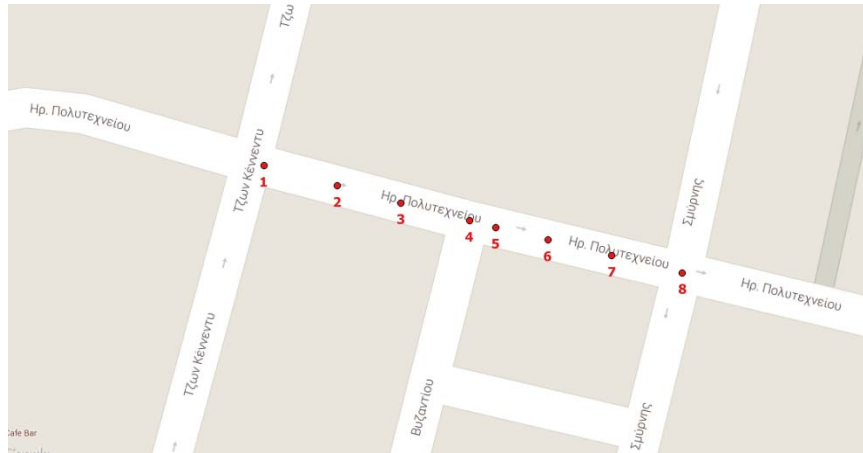 Τζω
Ηρ. Πολυτεχνείου
Τζων Κέννεντυ
Σμύρνης
1
2
3
Ηρ. Πολυτεχνείου
4
5
6
Ηρ. Πολυτεχνείου
7
8
Ηρ. Πολυτεχνείου
Τζων Κέννεντυ
Βυζαντίου
Σμύρνης
Cafe Bar